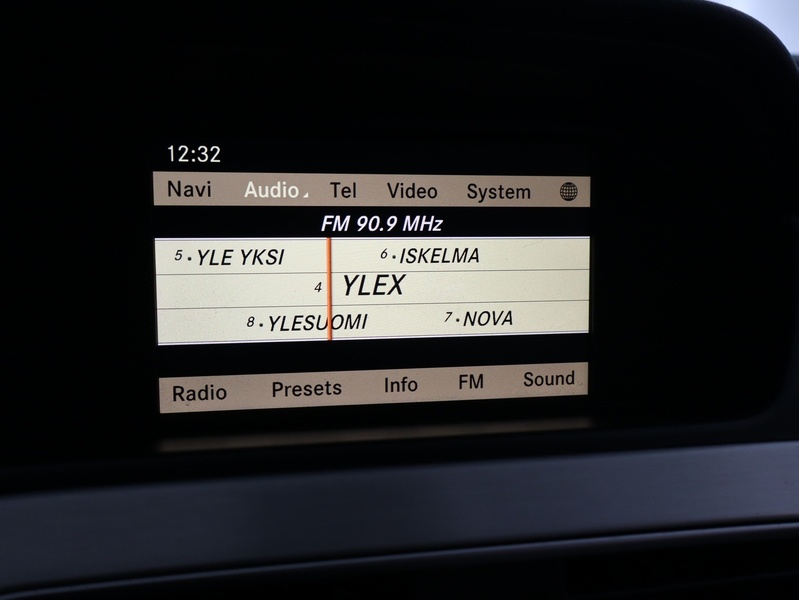 12:32
Navi Audio Tel Video System
FM 90.9 MHz
5 · YLE YKSI 6 · ISKELMA
4 YLEX
8 · YLESUOMI 7 · NOVA
Radio Presets Info FM Sound